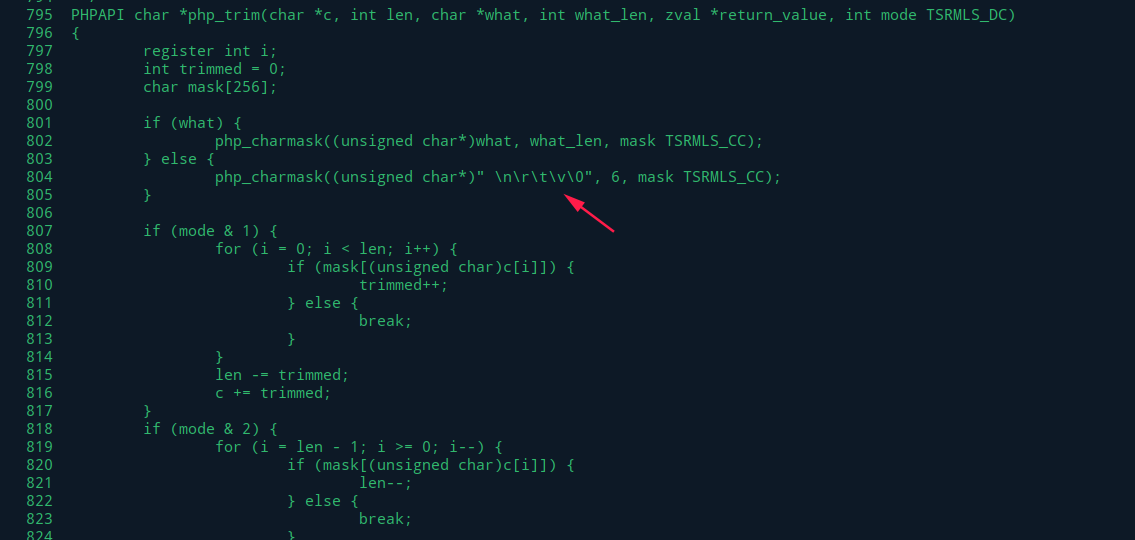 795 PHPAPI char *php_trim(char *c, int len, char *what, int what_len, zval *return_value, int mode TSRMLS_DC)
796 {
797         register int i;
798         int trimmed = 0;
799         char mask[256];
800
801         if (what) {
802                 php_charmask((unsigned char*)what, what_len, mask TSRMLS_CC);
803         } else {
804                 php_charmask((unsigned char*)" \n\r\t\v\0", 6, mask TSRMLS_CC);
805         }
806
807         if (mode & 1) {
808                 for (i = 0; i < len; i++) {
809                         if (mask[(unsigned char)c[i]]) {
810                                 trimmed++;
811                         } else {
812                                 break;
813                         }
814                 }
815                 len -= trimmed;
816                 c += trimmed;
817         }
818         if (mode & 2) {
819                 for (i = len - 1; i >= 0; i--) {
820                         if (mask[(unsigned char)c[i]]) {
821                                 len--;
822                         } else {
823                                 break;
824                         }